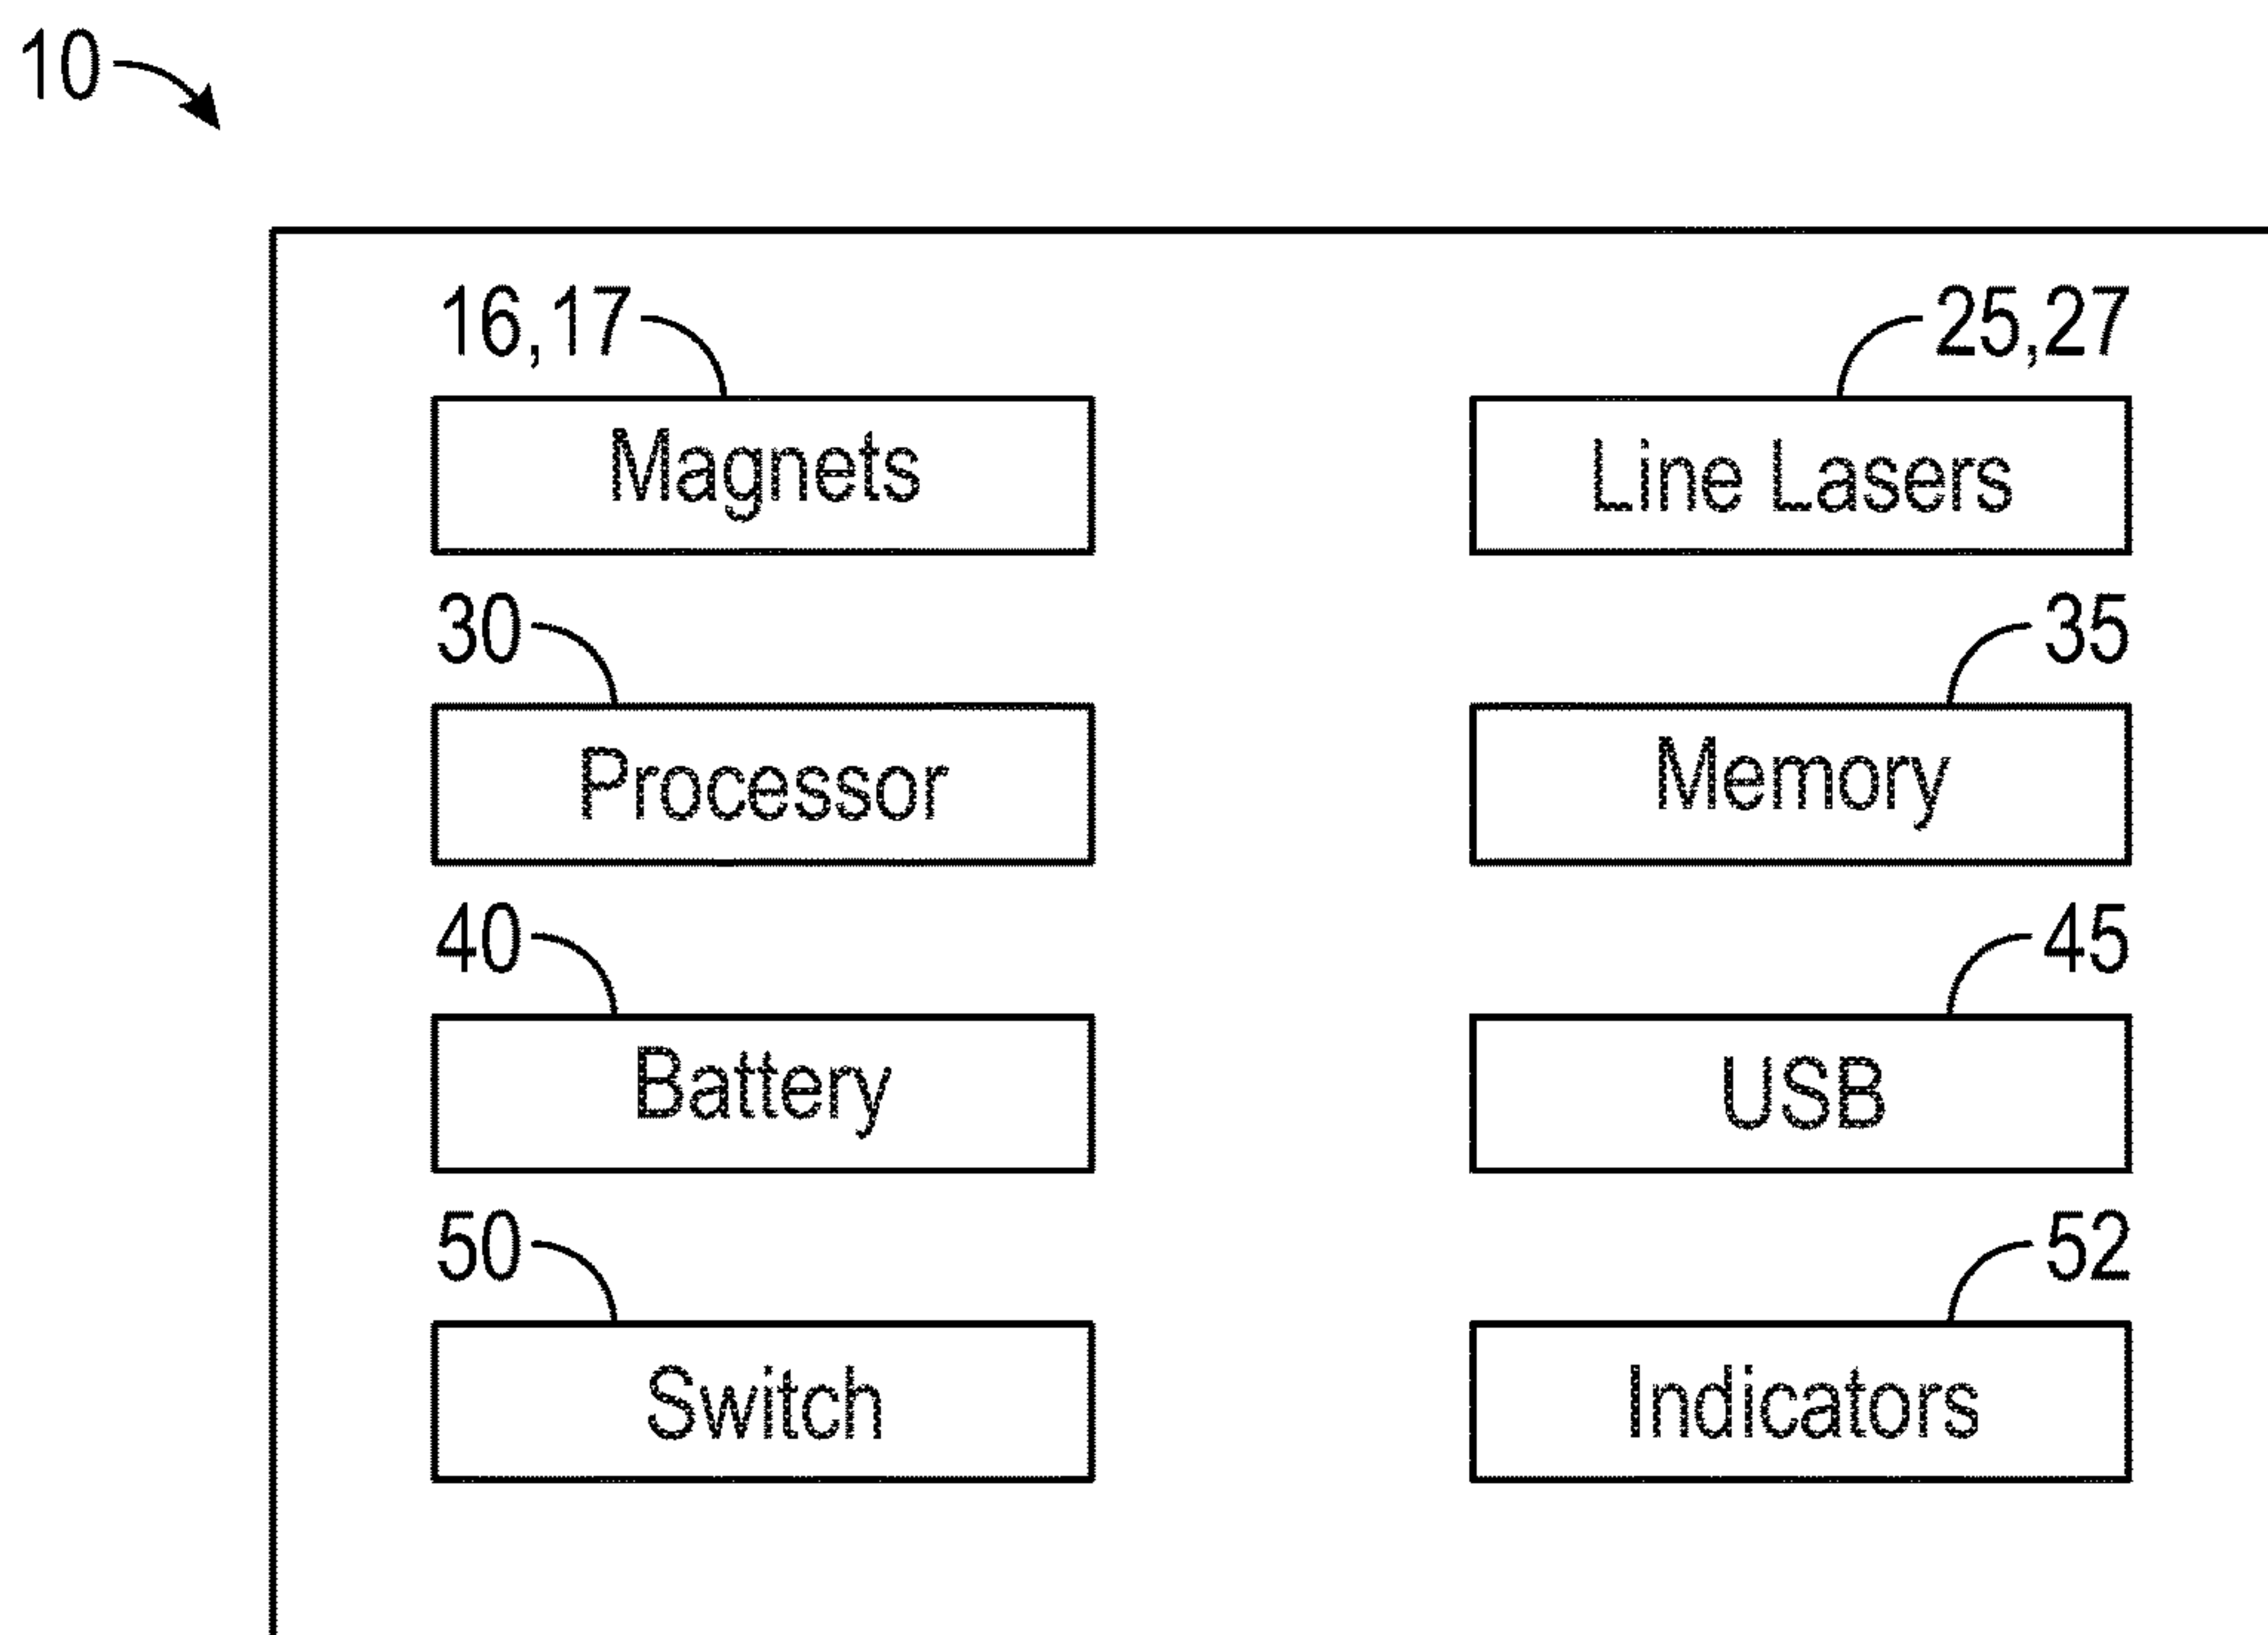 10
16,17
25,27
Magnets
Line Lasers
30
35
Processor
Memory
40
45
Battery
USB
50
52
Switch
Indicators